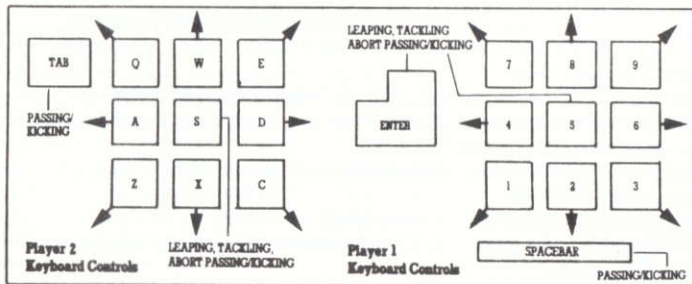 TAB
Q
W
E
PASSING/
KICKING
A
S
D
Z
X
C
LEAPING, TACKLING,
ABORT PASSING/KICKING
Player 2
Keyboard Controls
LEAPING, TACKLING
ABORT PASSING/KICKING
ENTER
7
8
9
4
5
6
1
2
3
SPACEBAR
PASSING/KICKING
Player 1
Keyboard Controls